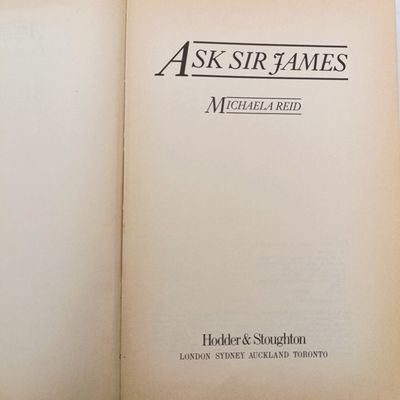 ASK SIR JAMES
MICHAELA REID
Hodder & Stoughton
LONDON SYDNEY AUCKLAND TORONTO